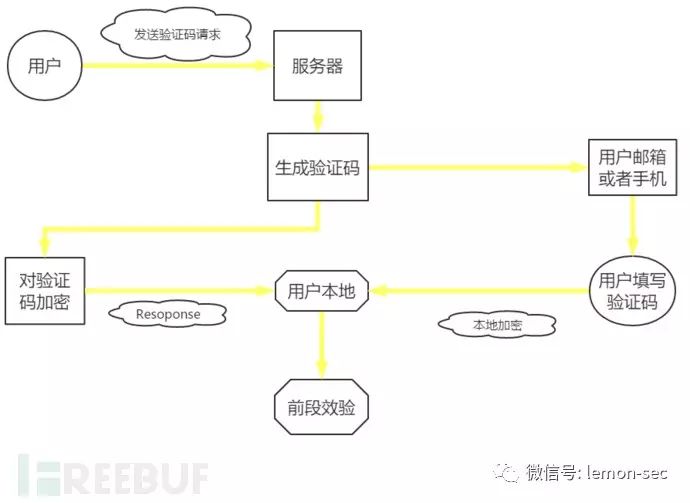 发送验证码请求
用户
服务器
生成验证码
用户邮箱
或者手机
对验证
码加密
Resoponse
用户本地
本地加密
用户填写
验证码
前段效验
FREEBUF
微信号: lemon-sec